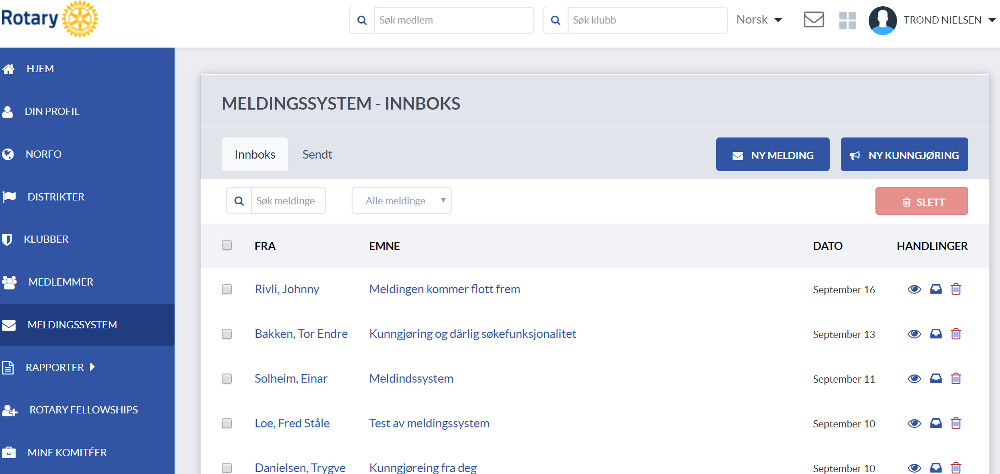 Rotary
Søk medlem
Søk klubb
Norsk
TROND NIELSEN
HJEM
DIN PROFIL
NORFO
DISTRIKTER
KLUBBER
MEDLEMMER
MELDINGSSYSTEM
RAPPORTER
ROTARY FELLOWSHIPS
MINE KOMITÉER
MELDINGSSYSTEM - INNBOKS
Innboks Sendt NY MELDING NY KUNNGJØRING
Søk meldinge Alle meldinge SLETT
FRA EMNE DATO HANDLINGER
Rivli, Johnny Meldingen kommer flott frem September 16
Bakken, Tor Endre Kunngjøring og dårlig søkefunksjonalitet September 13
Solheim, Einar Meldindssystem September 11
Loe, Fred Ståle Test av meldingssystem September 10
Danielsen, Trygve Kunngjøreing fra deg September 10